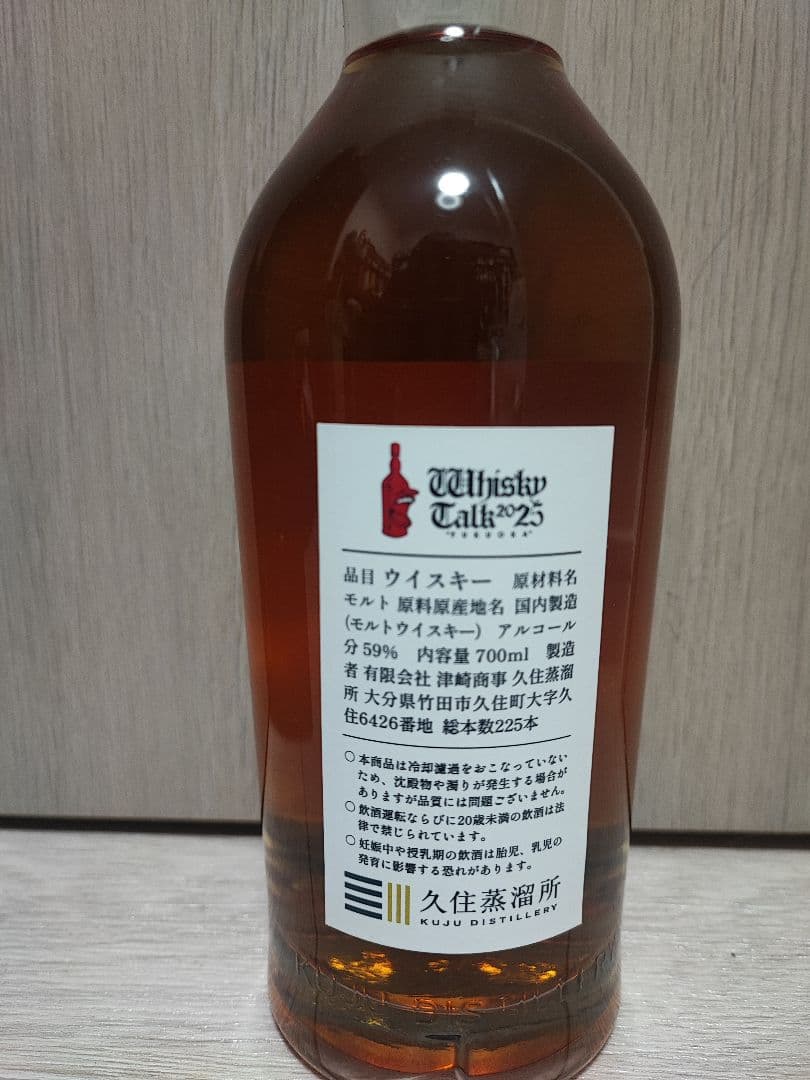 Whisky
Talk 2025
"FUKUOKA"
品目 ウイスキー 原材料名
モルト 原料原産地名 国内製造
(モルトウイスキー) アルコール
分59% 内容量700ml 製造
者 有限会社 津崎商事 久住蒸溜
所 大分県竹田市久住町大字久
住6426番地 総本数225本
○ 本商品は冷却濾過をおこなっていない
ため、沈殿物や濁りが発生する場合が
ありますが品質には問題ございません。
○ 飲酒運転ならびに20歳未満の飲酒は法
律で禁じられています。
○ 妊娠中や授乳期の飲酒は胎児、乳児の
発育に影響する恐れがあります。
久住蒸溜所
KUJU DISTILLERY
KUJU DISTILLERY